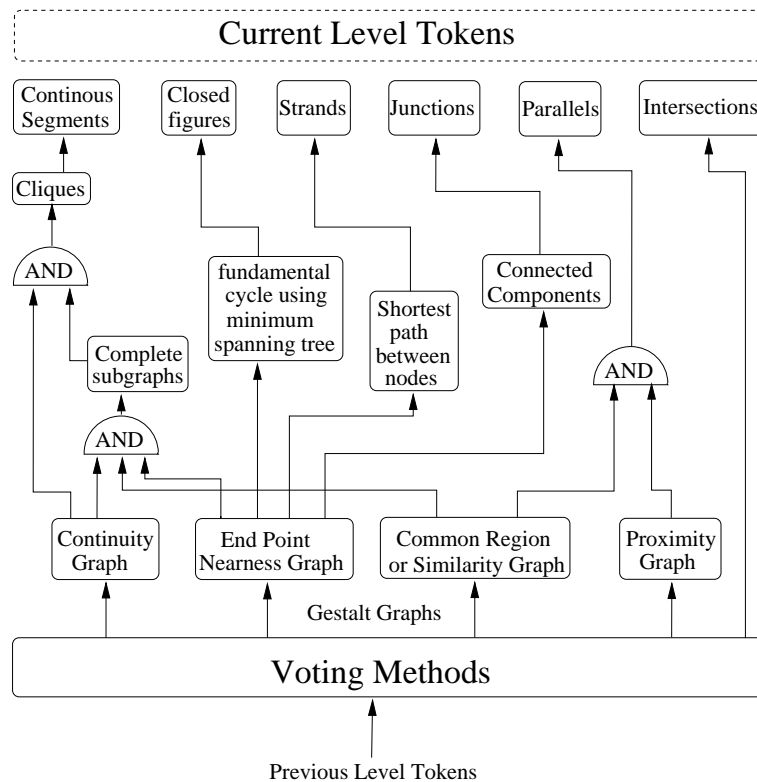 Current Level Tokens
Continous
Segments
Closed
figures
Strands
Junctions
Parallels
Intersections
Cliques
AND
fundamental
cycle using
minimum
spanning tree
Connected
Components
Shortest
path
between
nodes
Complete
subgraphs
AND
AND
Continuity
Graph
End Point
Nearness Graph
Common Region
or Similarity Graph
Proximity
Graph
Gestalt Graphs
Voting Methods
Previous Level Tokens